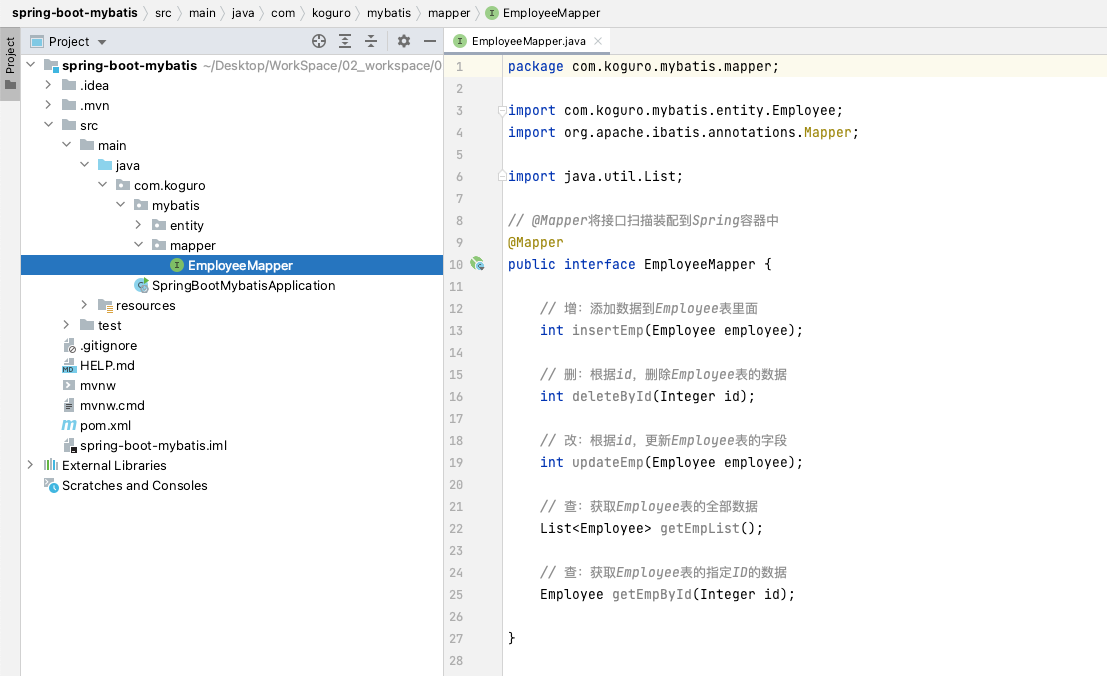 spring-boot-mybatis src main java com koguro mybatis mapper I EmployeeMapper
Project
Project
I EmployeeMapper.java
spring-boot-mybatis ~/Desktop/WorkSpace/02_workspace/0
.idea
.mvn
src
main
java
com.koguro
mybatis
entity
mapper
I EmployeeMapper
SpringBootMybatisApplication
resources
test
.gitignore
HELP.md
mvnw
mvnw.cmd
pom.xml
spring-boot-mybatis.iml
External Libraries
Scratches and Consoles
1 package com.koguro.mybatis.mapper;
2
3 import com.koguro.mybatis.entity.Employee;
4 import org.apache.ibatis.annotations.Mapper;
5
6 import java.util.List;
7
8 // @Mapper将接口扫描装配到Spring容器中
9 @Mapper
10 public interface EmployeeMapper {
11
12 // 增：添加数据到Employee表里面
13 int insertEmp(Employee employee);
14
15 // 删：根据id，删除Employee表的数据
16 int deleteById(Integer id);
17
18 // 改：根据id，更新Employee表的字段
19 int updateEmp(Employee employee);
20
21 // 查：获取Employee表的全部数据
22 List<Employee> getEmpList();
23
24 // 查：获取Employee表的指定ID的数据
25 Employee getEmpById(Integer id);
26
27 }
28